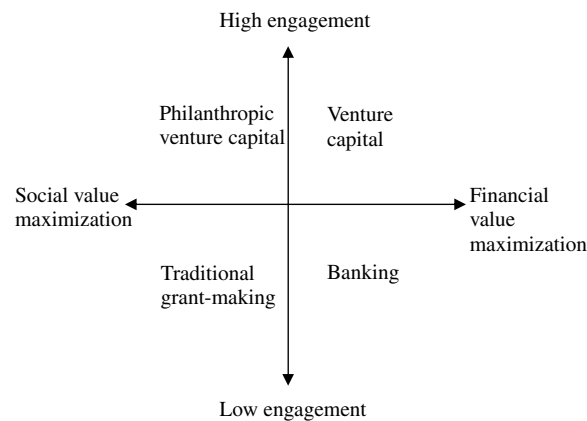 High engagement
Philanthropic
venture capital
Venture
capital
Social value
maximization
Financial
value
maximization
Traditional
grant-making
Banking
Low engagement